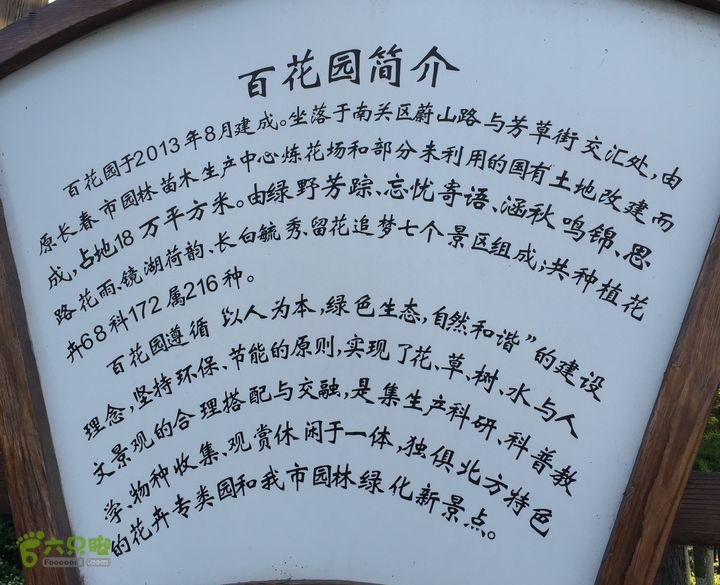 百花园简介
百花园于2013年8月建成。坐落于南关区蔚山路与芳草街交汇处,由
原长春市园林苗木生产中心炼花场和部分未利用的国有土地改建而
成,占地18万平方米。由绿野芳踪、忘忧寄语、涵秋鸣锦、思
路花雨、镜湖荷韵、长白毓秀、留花追梦七个景区组成;共种植花
卉68科172属216种。
百花园遵循“以人为本,绿色生态,自然和谐”的建设
理念,坚持环保、节能的原则,实现了花、草、树、水与人
文景观的合理搭配与交融,是集生产科研、科普教
学、物种收集、观赏休闲于一体,独俱北方特色
的花卉专类园和我市园林绿化新景点。
六只脚
Foooooot.com